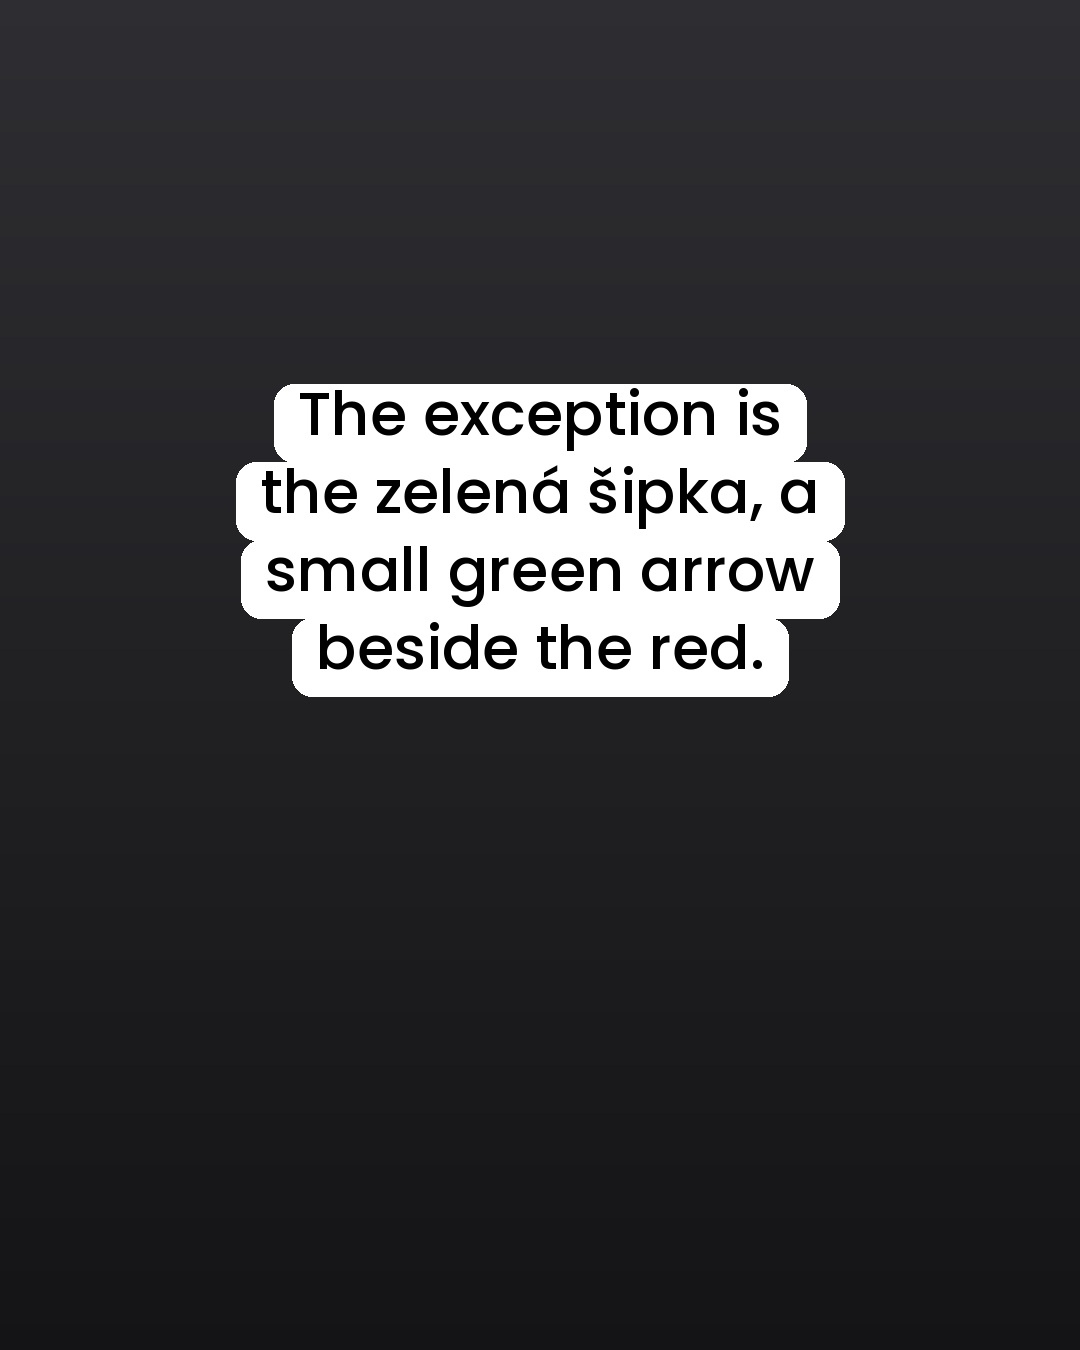 The exception is
the zelená šipka, a
small green arrow
beside the red.